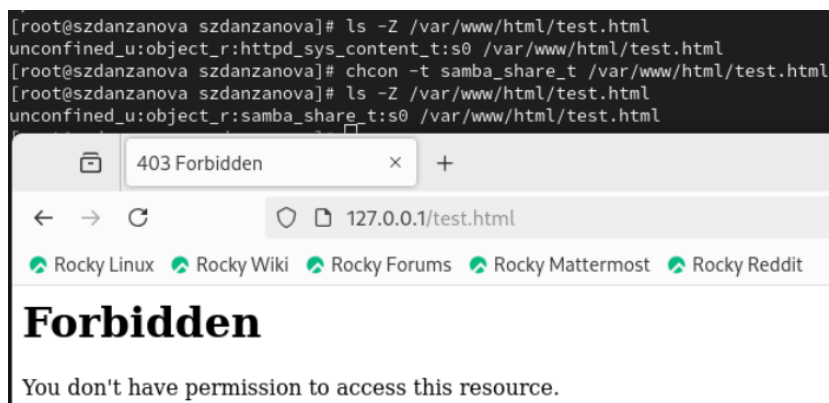 [root@szdanzanova szdanzanova]# ls -Z /var/www/html/test.html
unconfined_u:object_r:httpd_sys_content_t:s0 /var/www/html/test.html
[root@szdanzanova szdanzanova]# chcon -t samba_share_t /var/www/html/test.html
[root@szdanzanova szdanzanova]# ls -Z /var/www/html/test.html
unconfined_u:object_r:samba_share_t:s0 /var/www/html/test.html
403 Forbidden
127.0.0.1/test.html
Rocky Linux Rocky Wiki Rocky Forums Rocky Mattermost Rocky Reddit
Forbidden
You don't have permission to access this resource.